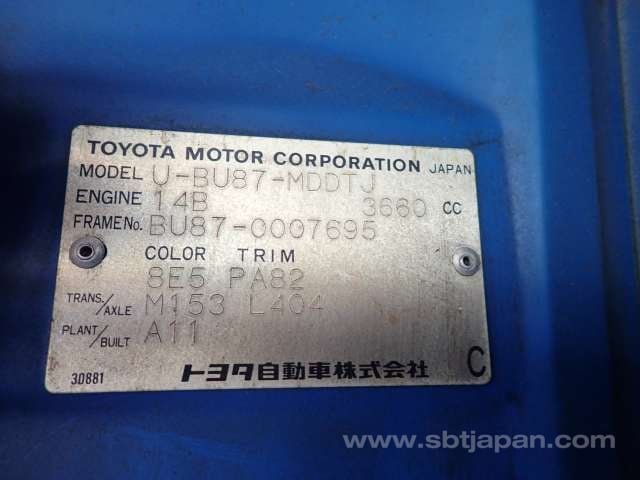 TOYOTA MOTOR CORPORATION JAPAN
MODEL U-BU87-MDDTJ
ENGINE 14B 3660 CC
FRAME No. BU87-0007695
COLOR TRIM
8E5 PA82
TRANS./AXLE M153 L404
PLANT/BUILT A11
30881 トヨタ自動車株式会社 C
www.sbtjapan.com